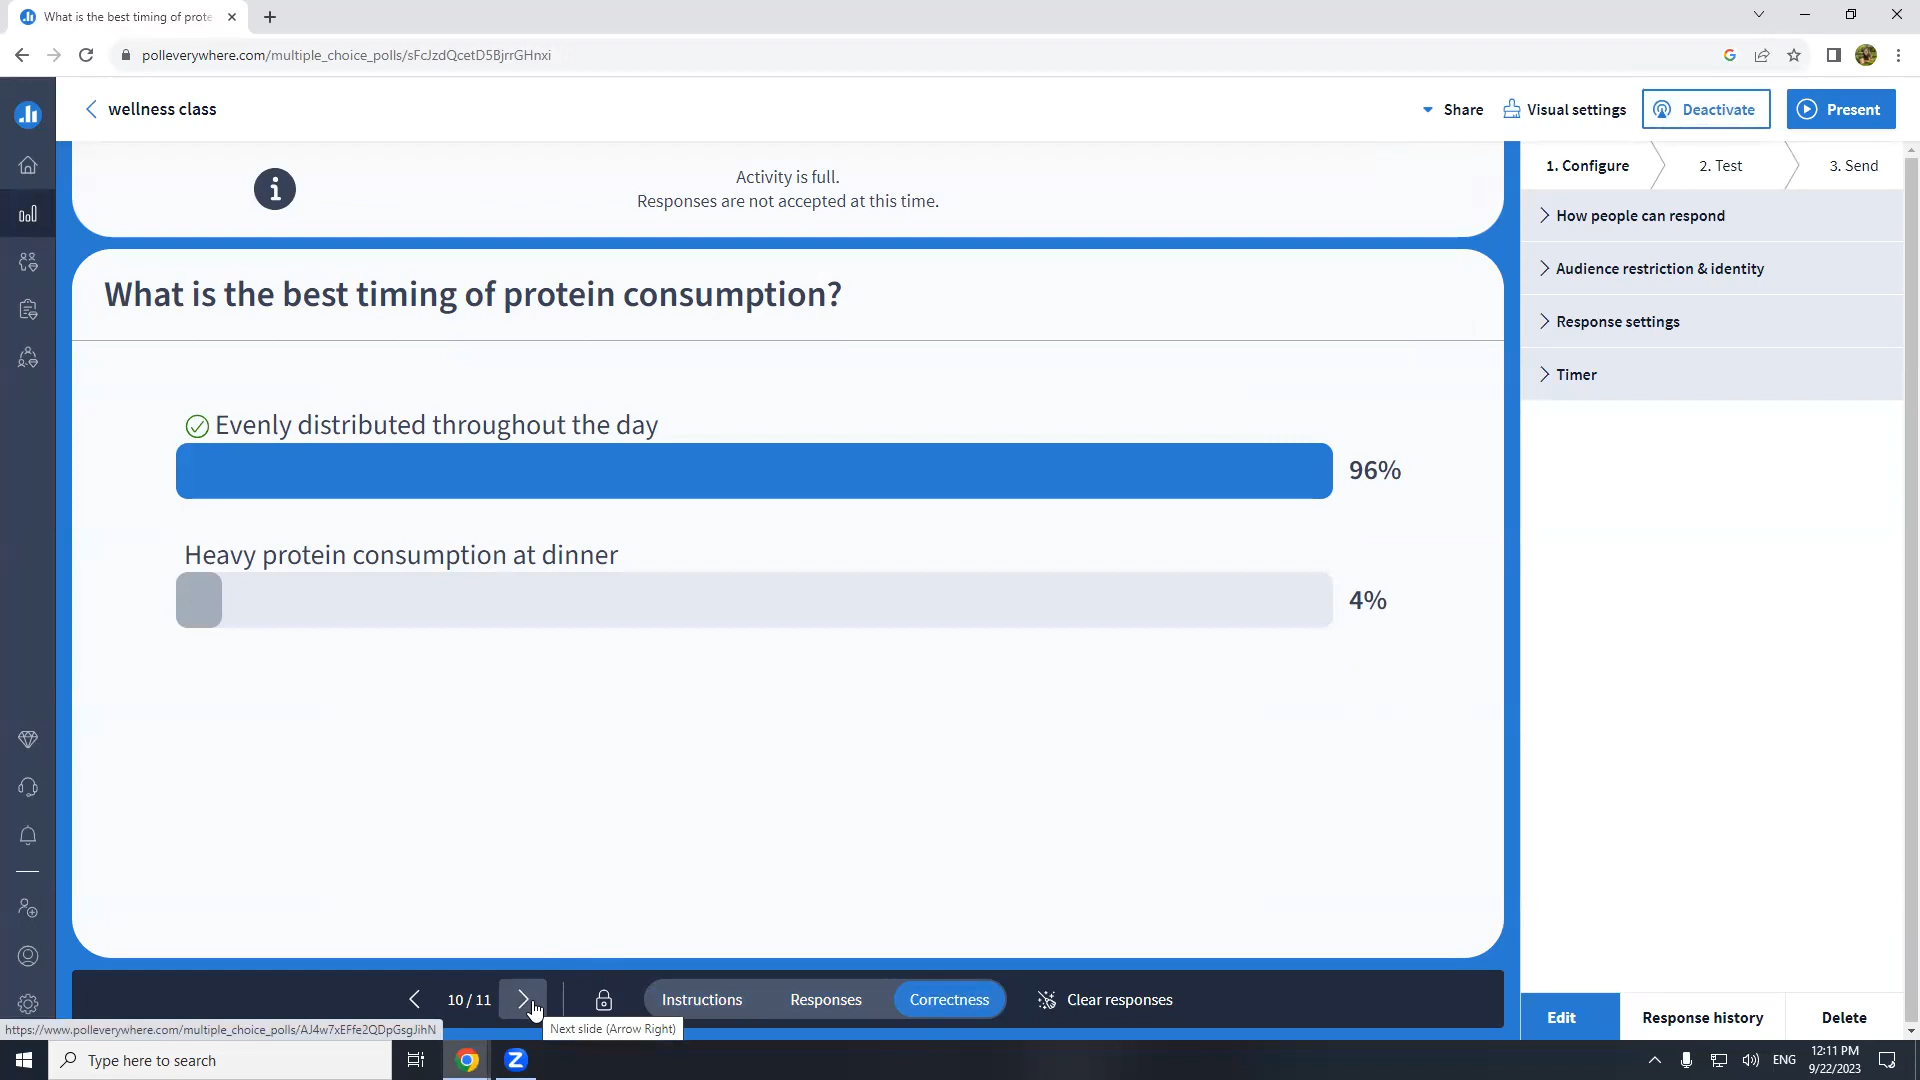 What is the best timing of prote
polleverywhere.com/multiple_choice_polls/sFcJzdQcetD5BjrrGHnxi
wellness class
Share
Visual settings
Deactivate
Present
Activity is full.
Responses are not accepted at this time.
1. Configure
2. Test
3. Send
How people can respond
Audience restriction & identity
Response settings
Timer
What is the best timing of protein consumption?
Evenly distributed throughout the day
96%
Heavy protein consumption at dinner
4%
10 / 11
Instructions
Responses
Correctness
Clear responses
Edit
Response history
Delete
https://www.polleverywhere.com/multiple_choice_polls/AJ4w7xEFfe2QDpGsgJihN
Next slide (Arrow Right)
Type here to search
ENG
12:11 PM
9/22/2023